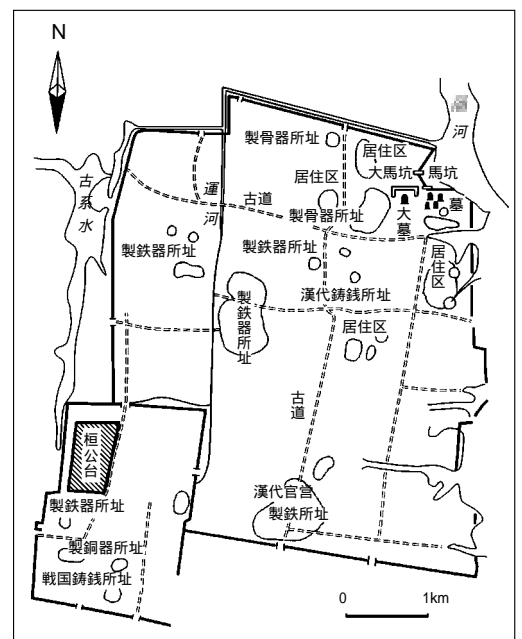 N
河
製骨器所址
居住区
大馬坑
馬坑
居住区
運河
古道
製骨器所址
大墓
墓
古系水
製鉄器所址
製鉄器所址
居住区
製鉄器所址
漢代鋳銭所址
居住区
古道
桓公台
漢代官営
製鉄所址
製鉄器所址
製銅器所址
戦国鋳銭所址
0 1km